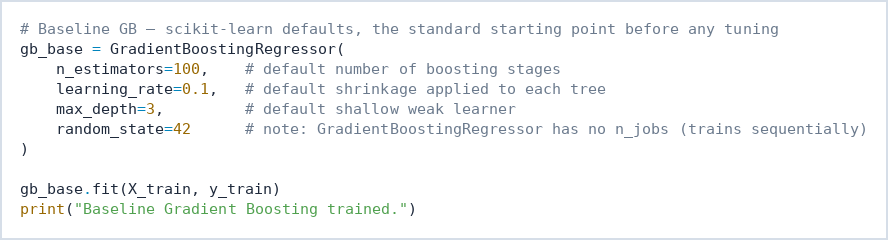 # Baseline GB — scikit-learn defaults, the standard starting point before any tuning
gb_base = GradientBoostingRegressor(
    n_estimators=100,    # default number of boosting stages
    learning_rate=0.1,   # default shrinkage applied to each tree
    max_depth=3,         # default shallow weak learner
    random_state=42      # note: GradientBoostingRegressor has no n_jobs (trains sequentially)
)

gb_base.fit(X_train, y_train)
print("Baseline Gradient Boosting trained.")